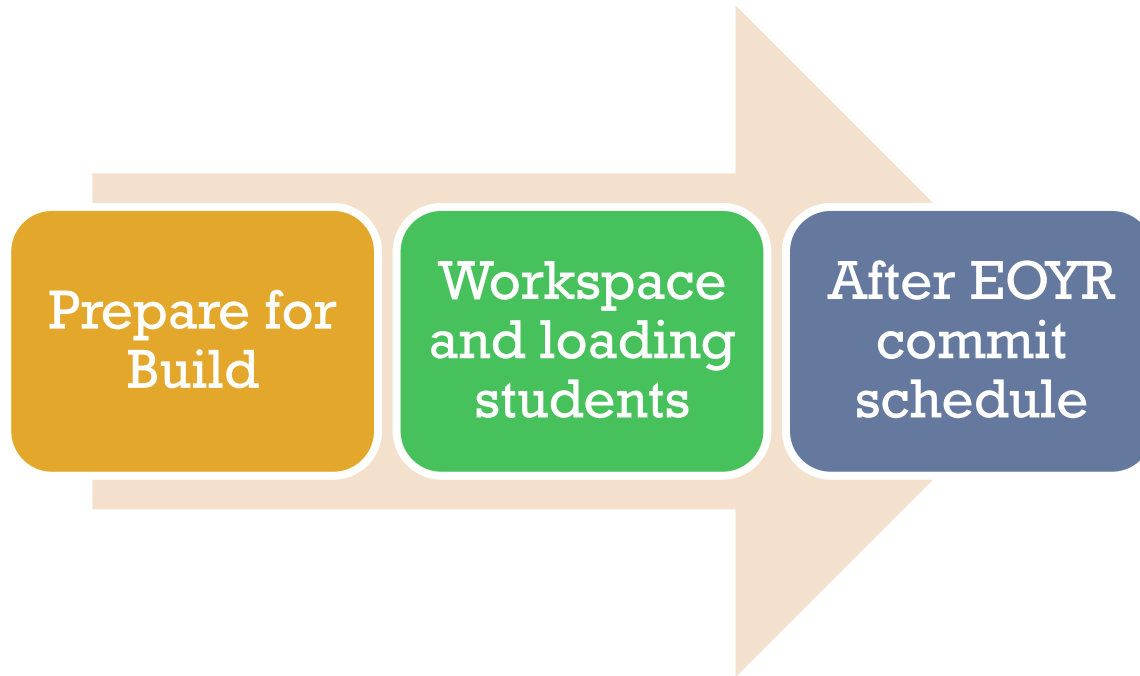 Prepare for
Build
Workspace
and loading
students
After EOYR
commit
schedule